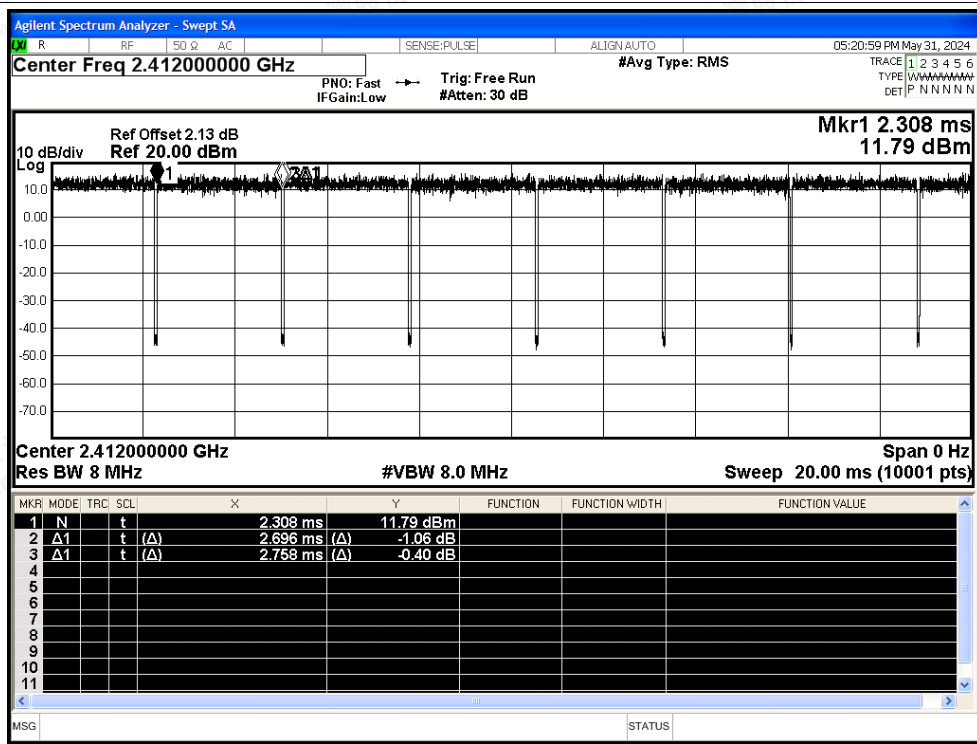 Agilent Spectrum Analyzer - Swept SA
LXI R RF 50 Ω AC SENSE:PULSE ALIGN AUTO 05:20:59 PM May 31, 2024
Center Freq 2.412000000 GHz #Avg Type: RMS TRACE 1 2 3 4 5 6
PNO: Fast Trig: Free Run TYPE WWWWWW
IFGain:Low #Atten: 30 dB DET P N N N N N
Mkr1 2.308 ms
11.79 dBm
Ref Offset 2.13 dB
10 dB/div Ref 20.00 dBm
Log
1
3Δ1
10.0
0.00
-10.0
-20.0
-30.0
-40.0
-50.0
-60.0
-70.0
Center 2.412000000 GHz Span 0 Hz
Res BW 8 MHz #VBW 8.0 MHz Sweep 20.00 ms (10001 pts)
MKR MODE TRC SCL X Y FUNCTION FUNCTION WIDTH FUNCTION VALUE
1 N t 2.308 ms 11.79 dBm
2 Δ1 t (Δ) 2.696 ms (Δ) -1.06 dB
3 Δ1 t (Δ) 2.758 ms (Δ) -0.40 dB
4
5
6
7
8
9
10
11
MSG STATUS